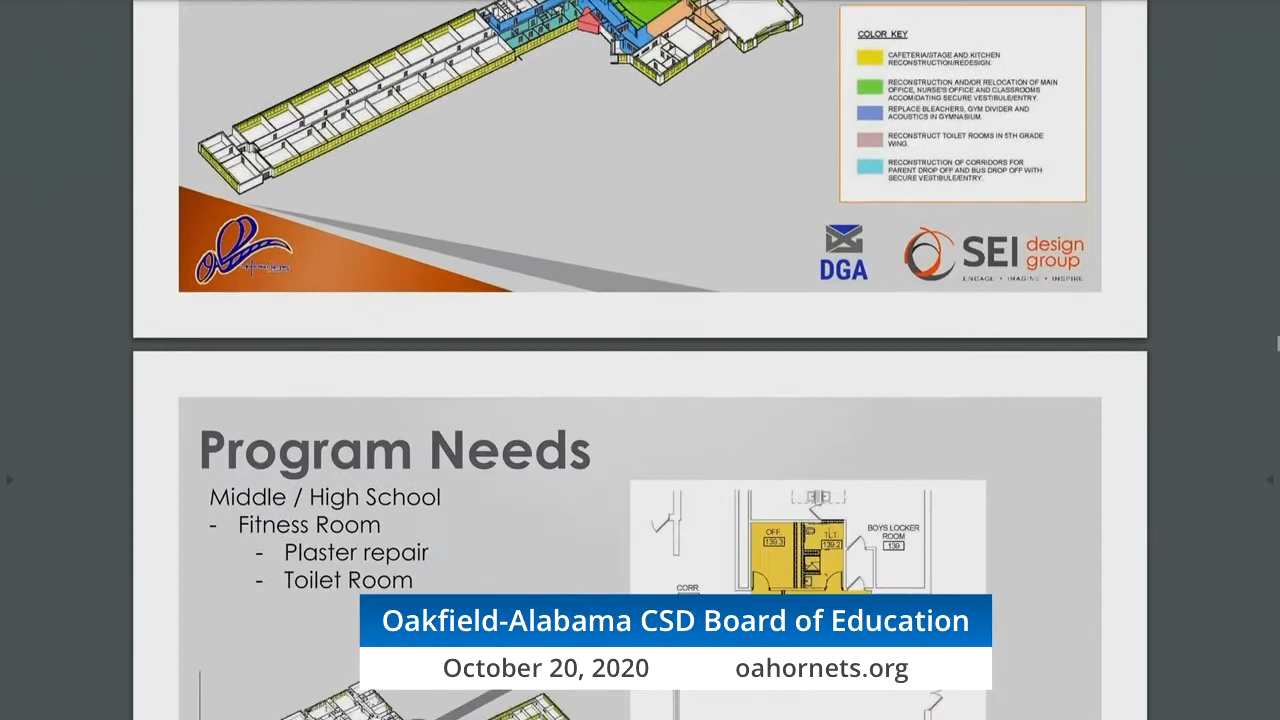 COLOR KEY
CAFETERIA/STAGE AND KITCHEN
RECONSTRUCTION/REDESIGN.
RECONSTRUCTION AND/OR RELOCATION OF MAIN
OFFICE, NURSE'S OFFICE AND CLASSROOMS
ACCOMIDATING SECURE VESTIBULE/ENTRY.
REPLACE BLEACHERS, GYM DIVIDER AND
ACOUSTICS IN GYMNASIUM.
RECONSTRUCT TOILET ROOMS IN 5TH GRADE
WING.
RECONSTRUCTION OF CORRIDORS FOR
PARENT DROP OFF AND BUS DROP OFF WITH
SECURE VESTIBULE/ENTRY.
DGA
SEI design
group
ENGAGE • IMAGINE • INSPIRE
Program Needs
Middle / High School
- Fitness Room
- Plaster repair
- Toilet Room
OFF.
139.3
TLT.
139.2
BOYS LOCKER
ROOM
139
CORR
Oakfield-Alabama CSD Board of Education
October 20, 2020 oahornets.org